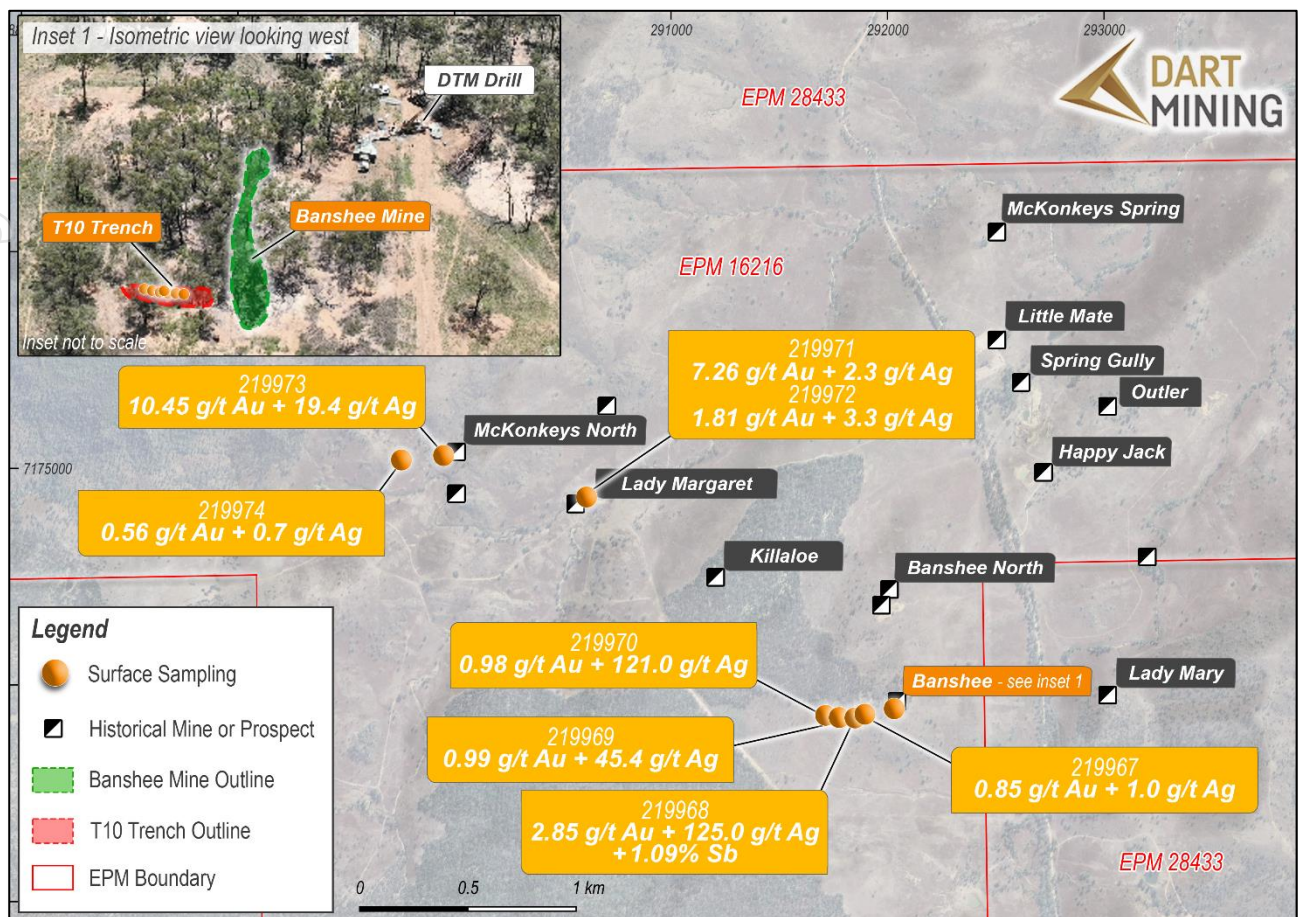 Inset 1 - Isometric view looking west
DTM Drill
Banshee Mine
T10 Trench
Inset not to scale
291000
292000
293000
DART
MINING
EPM 28433
McKonkeys Spring
EPM 16216
Little Mate
Spring Gully
Outler
219971
7.26 g/t Au + 2.3 g/t Ag
219972
1.81 g/t Au + 3.3 g/t Ag
219973
10.45 g/t Au + 19.4 g/t Ag
McKonkeys North
Happy Jack
7175000
Lady Margaret
219974
0.56 g/t Au + 0.7 g/t Ag
Killaloe
Banshee North
219970
0.98 g/t Au + 121.0 g/t Ag
Banshee - see inset 1
Lady Mary
219969
0.99 g/t Au + 45.4 g/t Ag
219967
0.85 g/t Au + 1.0 g/t Ag
219968
2.85 g/t Au + 125.0 g/t Ag
+1.09% Sb
EPM 28433
Legend
Surface Sampling
Historical Mine or Prospect
Banshee Mine Outline
T10 Trench Outline
EPM Boundary
0 0.5 1 km